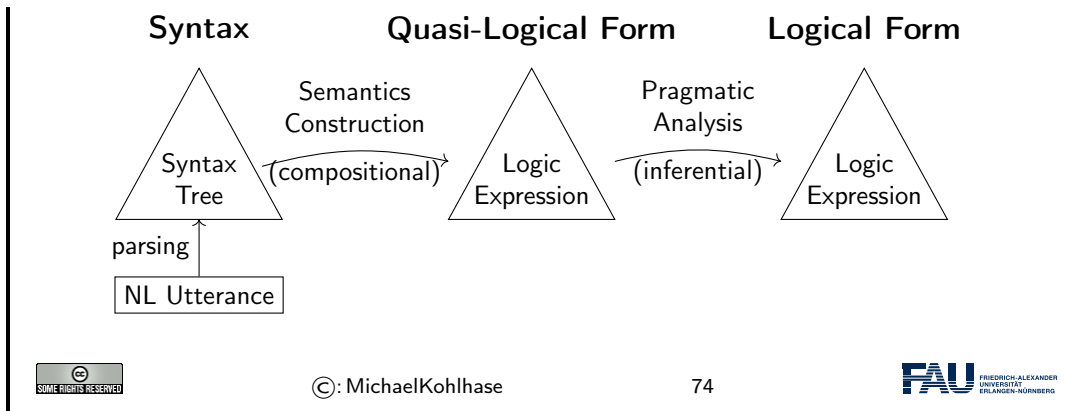 Syntax
Quasi-Logical Form
Logical Form
Semantics
Construction
(compositional)
Pragmatic
Analysis
(inferential)
Syntax
Tree
Logic
Expression
Logic
Expression
parsing
NL Utterance
cc
SOME RIGHTS RESERVED
©: MichaelKohlhase
74
FAU
FRIEDRICH-ALEXANDER
UNIVERSITÄT
ERLANGEN-NÜRNBERG